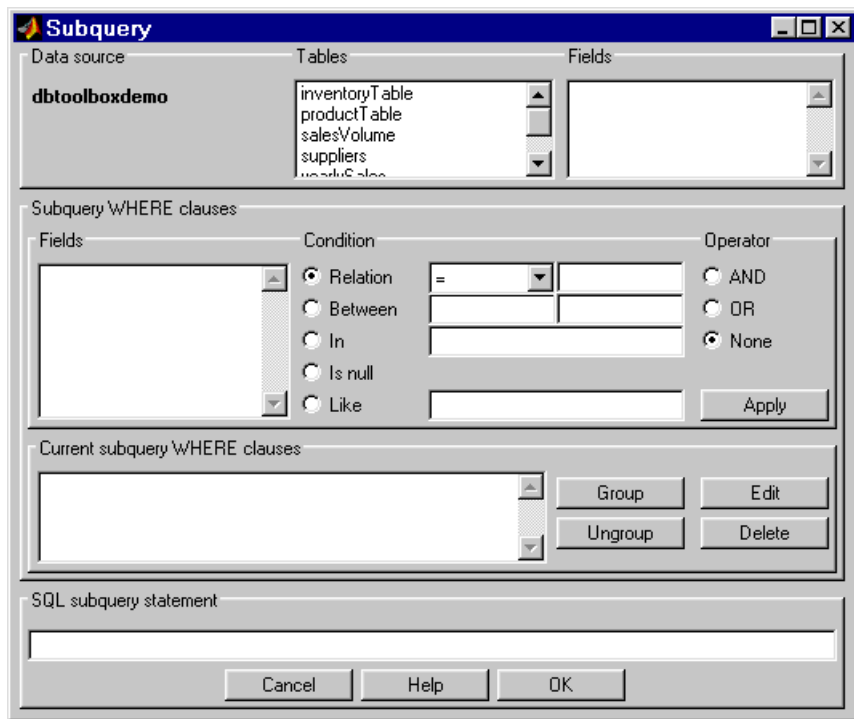 Subquery
Data source
Tables
Fields
dbtoolboxdemo
inventoryTable
productTable
salesVolume
suppliers
Subquery WHERE clauses
Fields
Condition
Operator
Relation
=
AND
Between
OR
In
None
Is null
Like
Apply
Current subquery WHERE clauses
Group
Edit
Ungroup
Delete
SQL subquery statement
Cancel
Help
OK